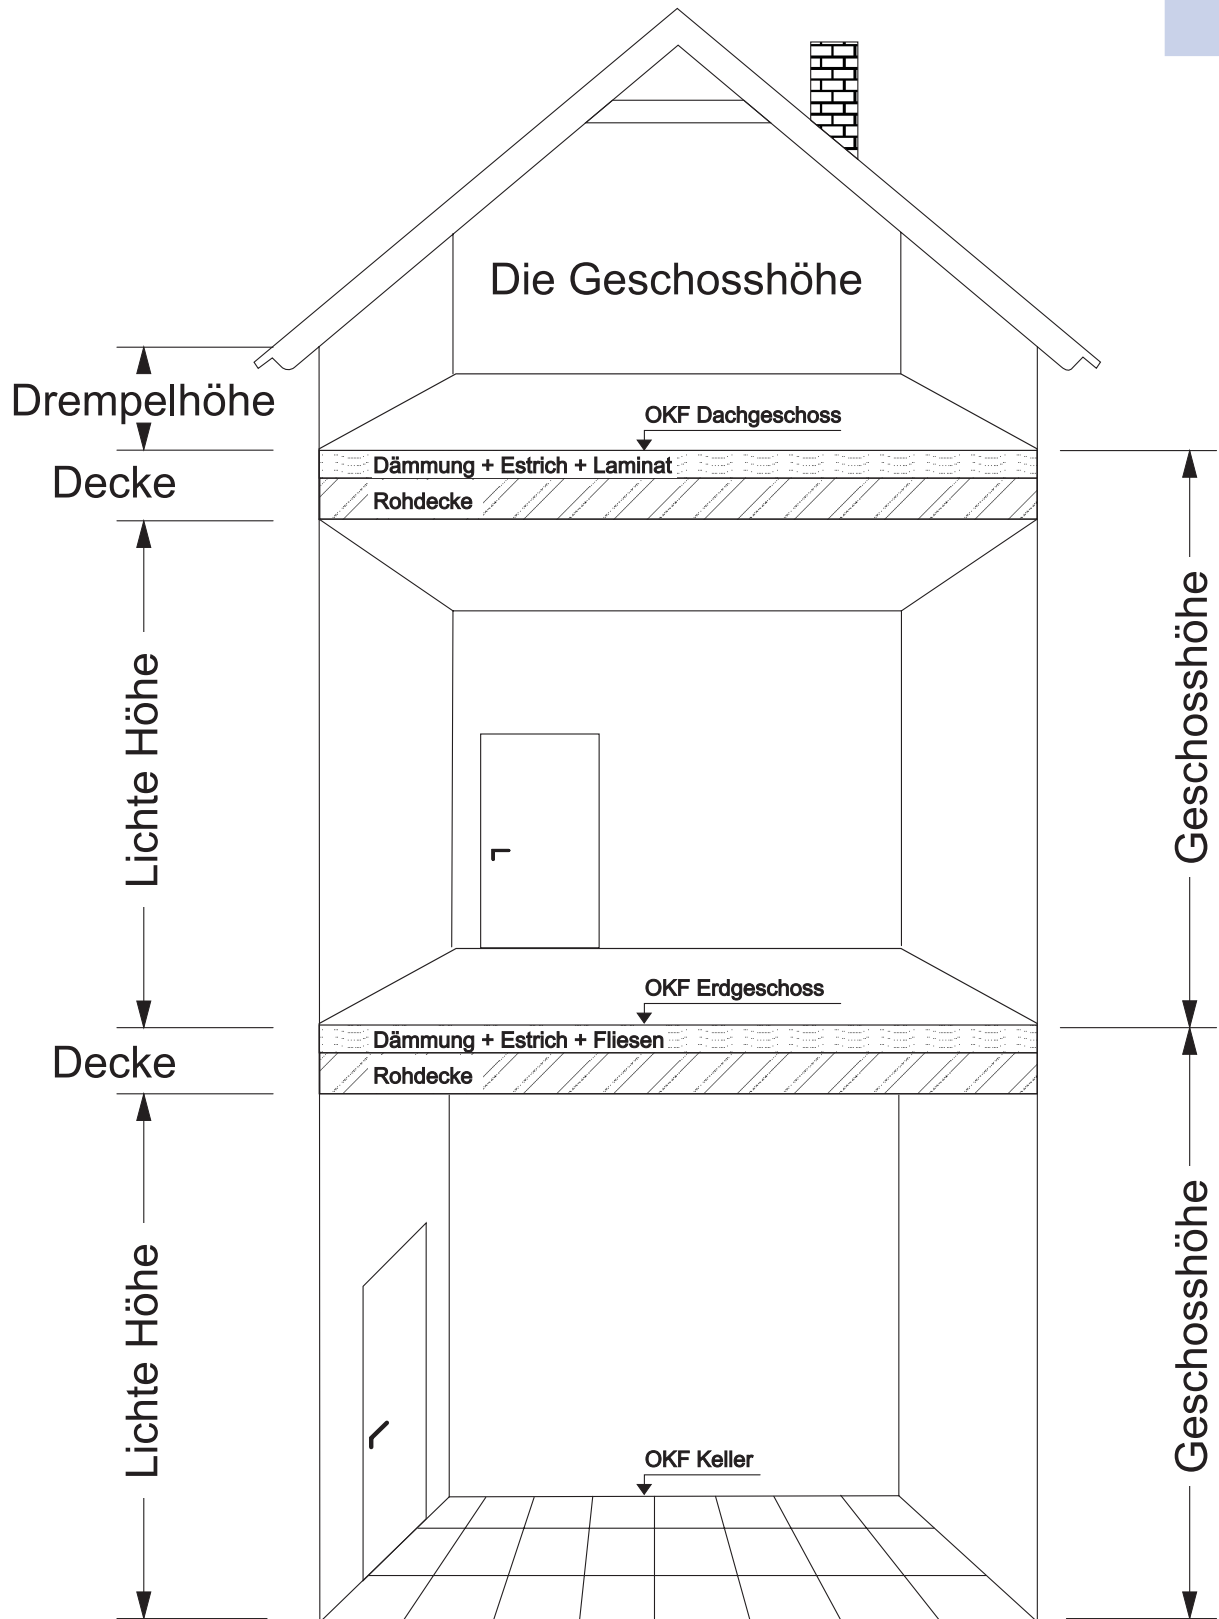 Die Geschosshöhe
Drempelhöhe
OKF Dachgeschoss
Dämmung + Estrich + Laminat
Decke
Rohdecke
Lichte Höhe
Geschosshöhe
OKF Erdgeschoss
Dämmung + Estrich + Fliesen
Decke
Rohdecke
Lichte Höhe
Geschosshöhe
OKF Keller